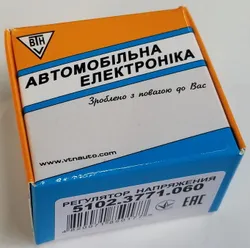 ВТН
АВТОМОБІЛЬНА
ЕЛЕКТРОНІКА
Зроблено з повагою до Вас
www.vtnauto.com
РЕГУЛЯТОР НАПРЯЖЕНИЯ
5102-3771-060
EAC